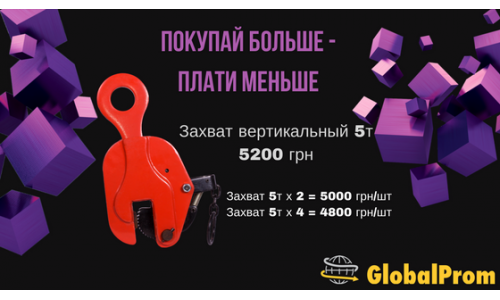 ПОКУПАЙ БОЛЬШЕ -
ПЛАТИ МЕНЬШЕ
Захват вертикальный 5т
5200 грн
Захват 5т х 2 = 5000 грн/шт
Захват 5т х 4 = 4800 грн/шт
GlobalProm